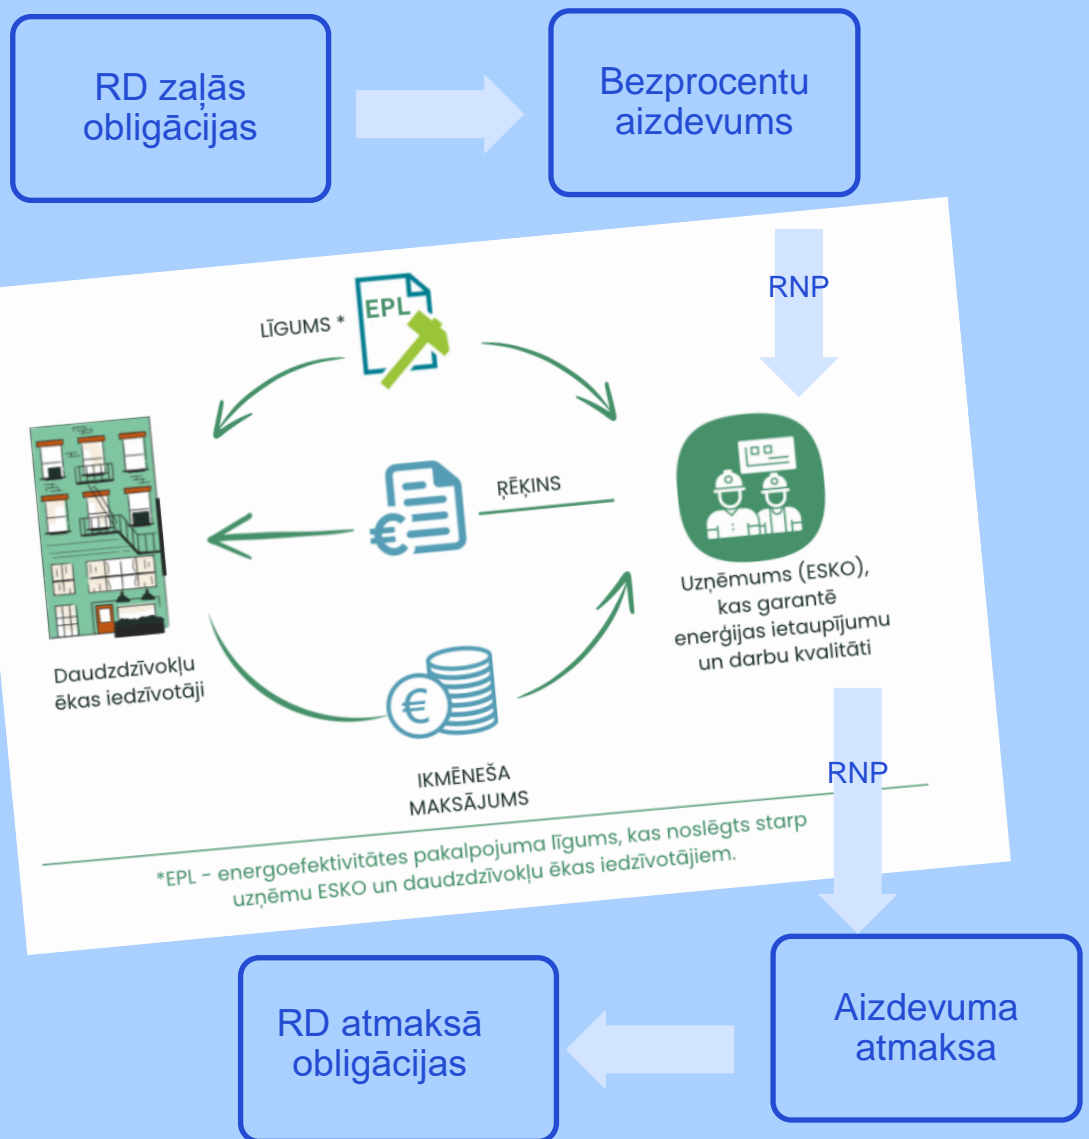 RD zaļās
obligācijas
Bezprocentu
aizdevums
RNP
LĪGUMS *
EPL
ŖĒĶINS
Daudzdzīvokļu
ēkas iedzīvotāji
Uzņēmums (ESKO),
kas garantē
enerģijas ietaupījumu
un darbu kvalitāti
IKMĒNEŠA
MAKSĀJUMS
RNP
*EPL - energoefektivitātes pakalpojuma līgums, kas noslēgts starp
uzņēmu ESKO un daudzdzīvokļu ēkas iedzīvotājiem.
Aizdevuma
atmaksa
RD atmaksā
obligācijas